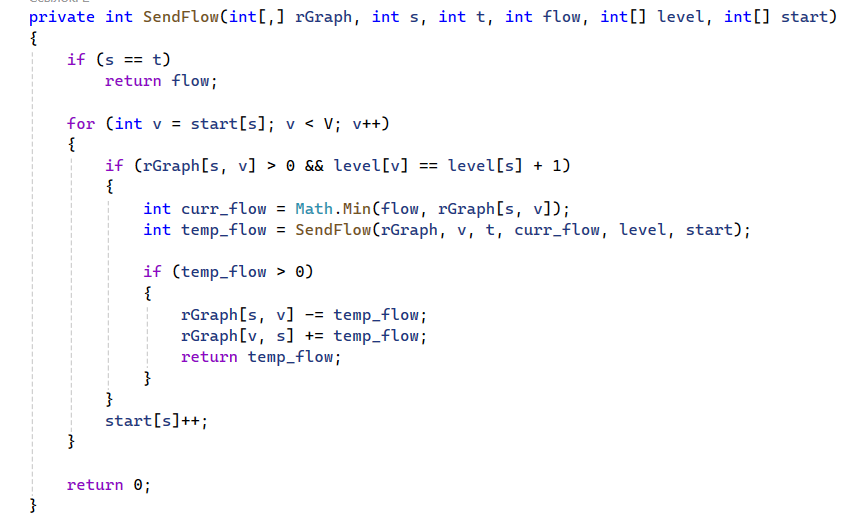 private int SendFlow(int[,] rGraph, int s, int t, int flow, int[] level, int[] start)
{
    if (s == t)
        return flow;

    for (int v = start[s]; v < V; v++)
    {
        if (rGraph[s, v] > 0 && level[v] == level[s] + 1)
        {
            int curr_flow = Math.Min(flow, rGraph[s, v]);
            int temp_flow = SendFlow(rGraph, v, t, curr_flow, level, start);

            if (temp_flow > 0)
            {
                rGraph[s, v] -= temp_flow;
                rGraph[v, s] += temp_flow;
                return temp_flow;
            }
        }
        start[s]++;
    }

    return 0;
}